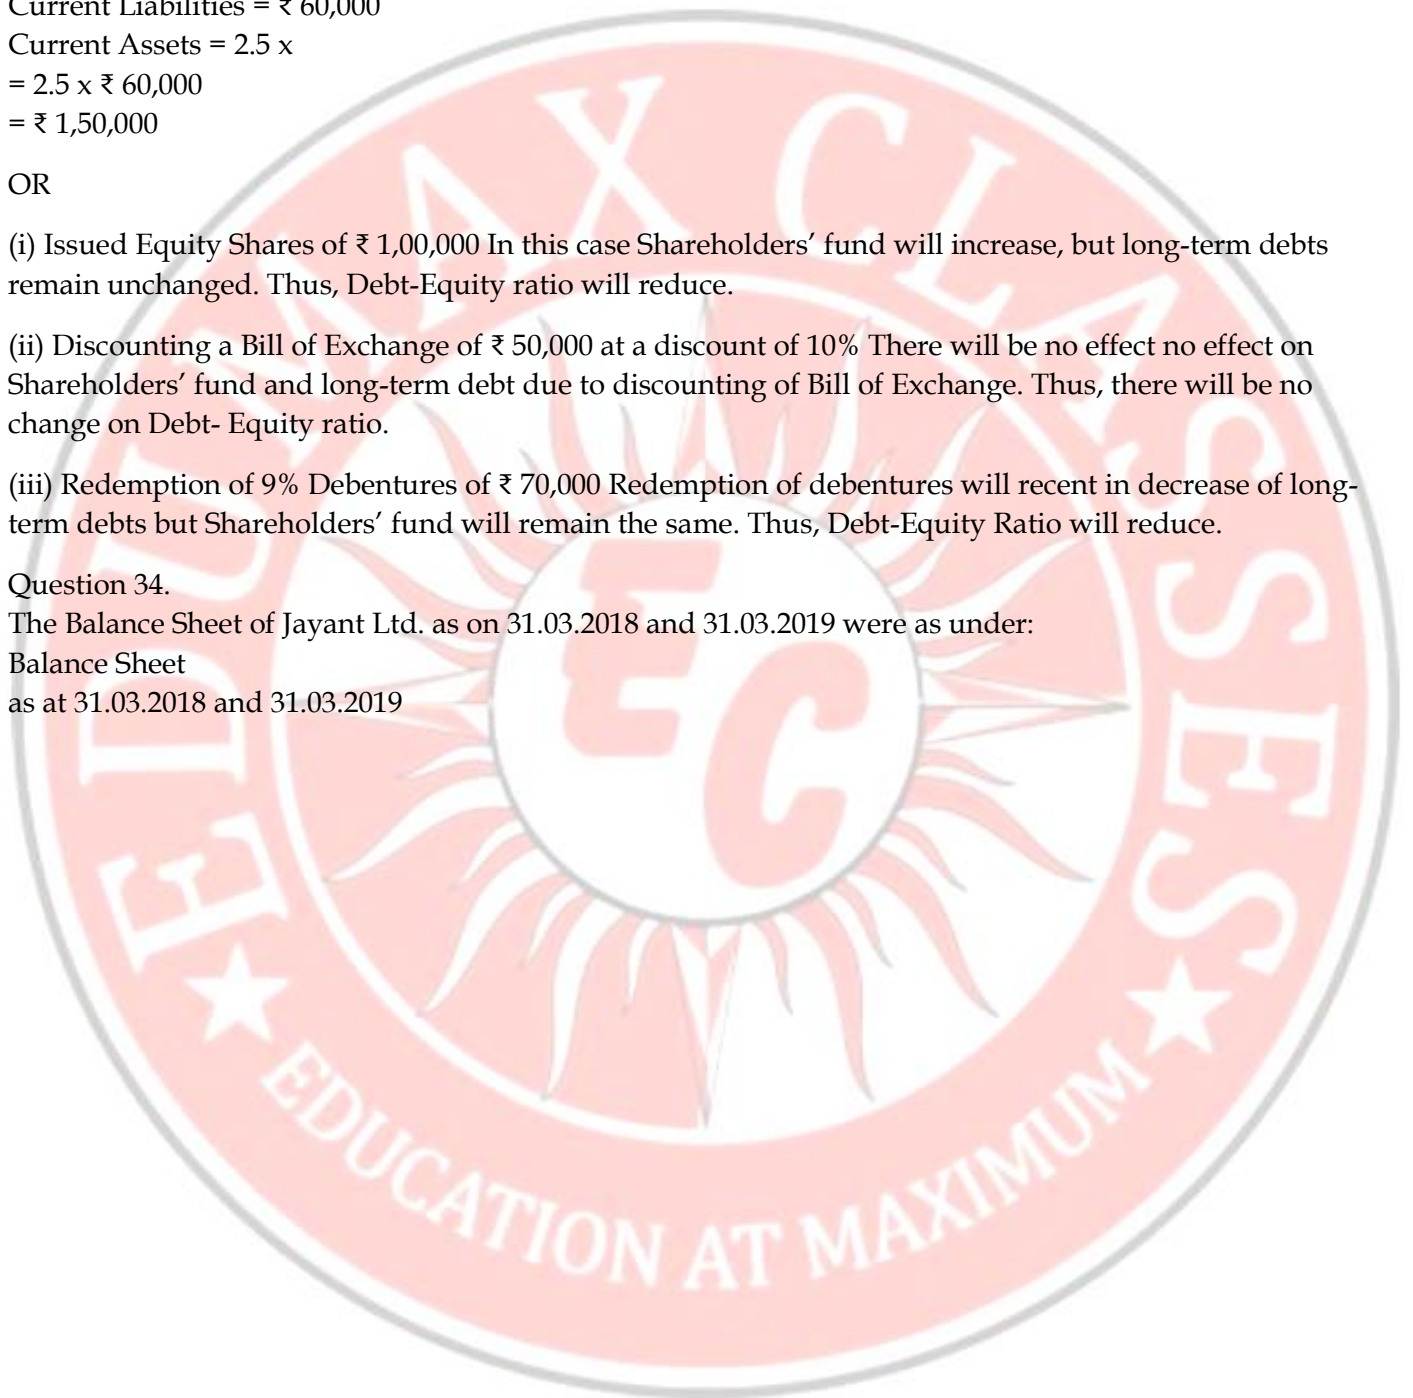 Current Liabilities = ₹ 60,000
Current Assets = 2.5 x
= 2.5 x ₹ 60,000
= ₹ 1,50,000
OR
(i) Issued Equity Shares of ₹ 1,00,000 In this case Shareholders’ fund will increase, but long-term debts
remain unchanged. Thus, Debt-Equity ratio will reduce.
(ii) Discounting a Bill of Exchange of ₹ 50,000 at a discount of 10% There will be no effect no effect on
Shareholders’ fund and long-term debt due to discounting of Bill of Exchange. Thus, there will be no
change on Debt- Equity ratio.
(iii) Redemption of 9% Debentures of ₹ 70,000 Redemption of debentures will recent in decrease of long-
term debts but Shareholders’ fund will remain the same. Thus, Debt-Equity Ratio will reduce.
Question 34.
The Balance Sheet of Jayant Ltd. as on 31.03.2018 and 31.03.2019 were as under:
Balance Sheet
as at 31.03.2018 and 31.03.2019
EDUMAX CLASSES
EC
EDUCATION AT MAXIMUM